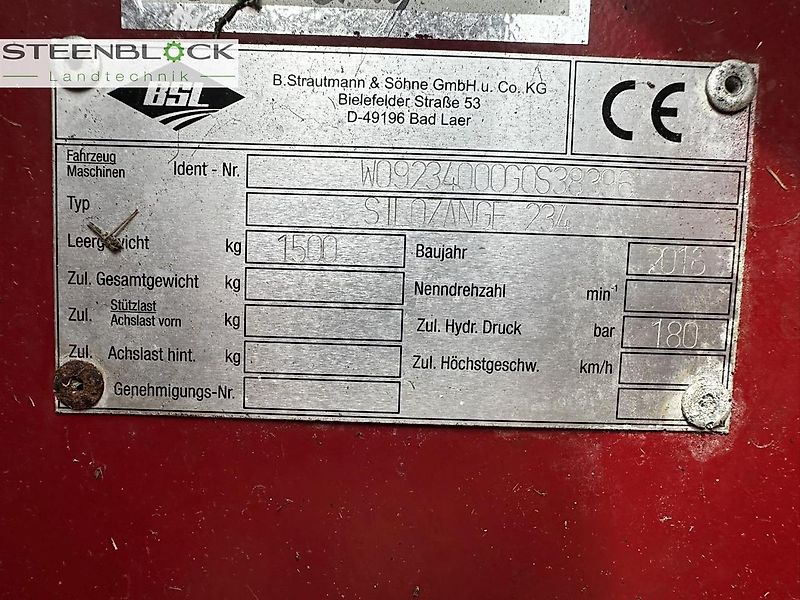 STEENBLOCK
Landtechnik
BSL
B.Strautmann & Söhne GmbH u. Co. KG
Bielefelder Straße 53
D-49196 Bad Laer
CE
Fahrzeug
Maschinen
Ident - Nr.
W09234000G0S38396
Typ
SILOZANGE 234
Leergewicht kg 1500
Baujahr 2016
Zul. Gesamtgewicht kg
Nenndrehzahl min-1
Zul. Stützlast
Achslast vorn kg
Zul. Hydr. Druck bar 180
Zul. Achslast hint. kg
Zul. Höchstgeschw. km/h
Genehmigungs-Nr.